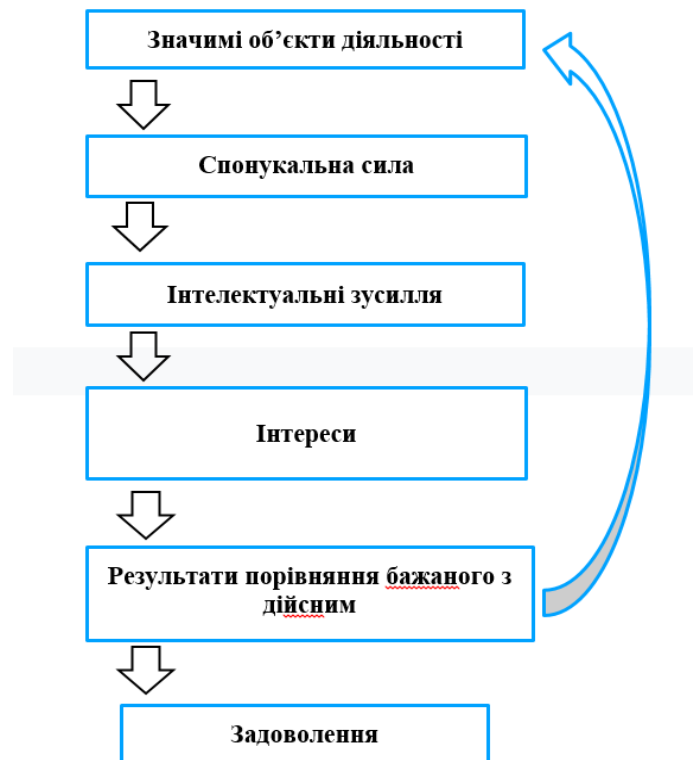 Значимі об’єкти діяльності
Спонукальна сила
Інтелектуальні зусилля
Інтереси
Результати порівняння бажаного з
дійсним
Задоволення